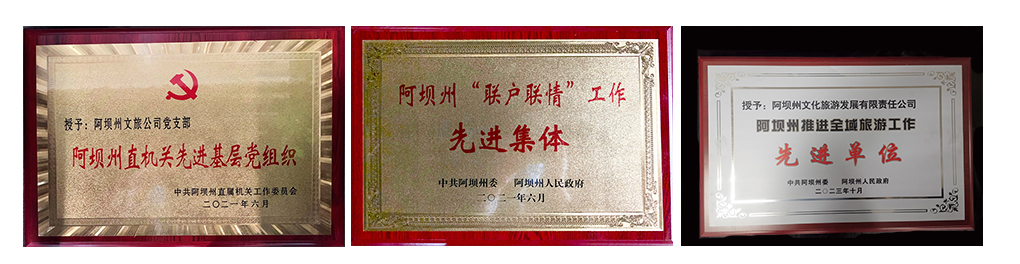 授予：阿坝州文旅公司党支部
阿坝州直机关先进基层党组织
中共阿坝州直属机关工作委员会
二〇二一年六月
阿坝州“联户联情”工作
先进集体
中共阿坝州委 阿坝州人民政府
二〇二一年六月
授予：阿坝州文化旅游发展有限责任公司
阿坝州推进全域旅游工作
先进单位
中共阿坝州委 阿坝州人民政府
二〇二三年十月